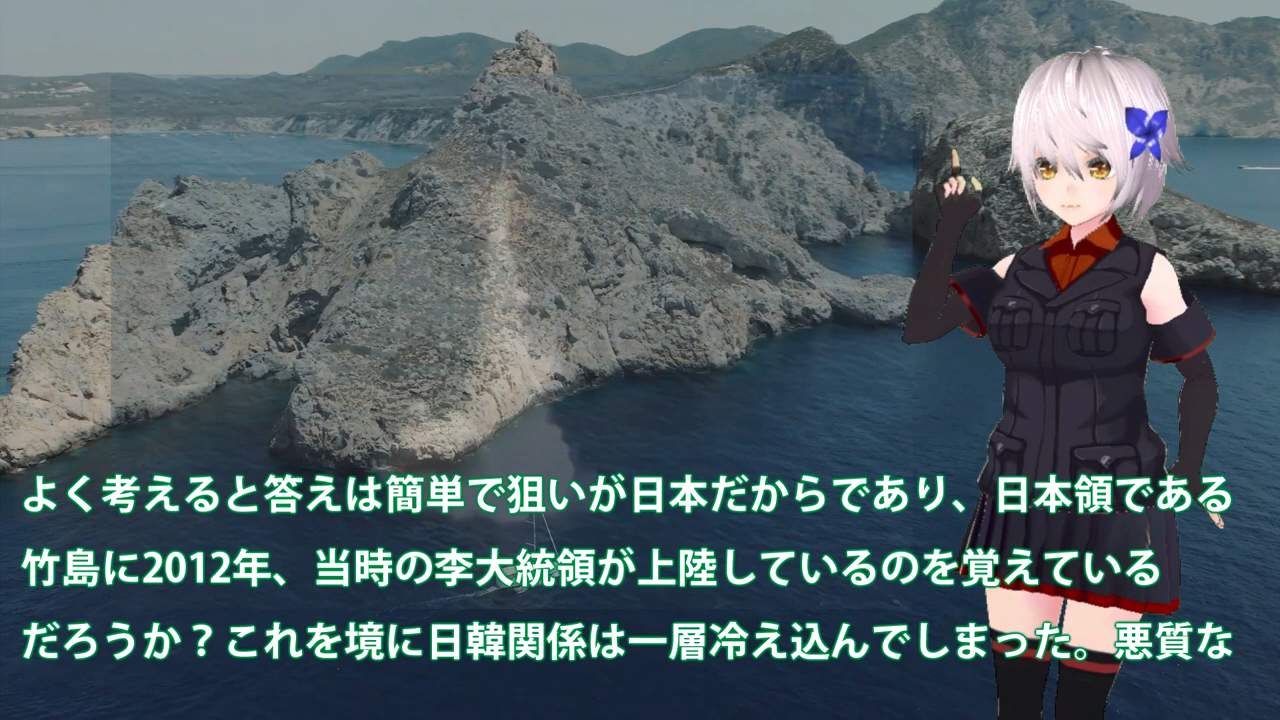 よく考えると答えは簡単で狙いが日本だからであり、日本領である
竹島に2012年、当時の李大統領が上陸しているのを覚えている
だろうか？これを境に日韓関係は一層冷え込んでしまった。悪質な